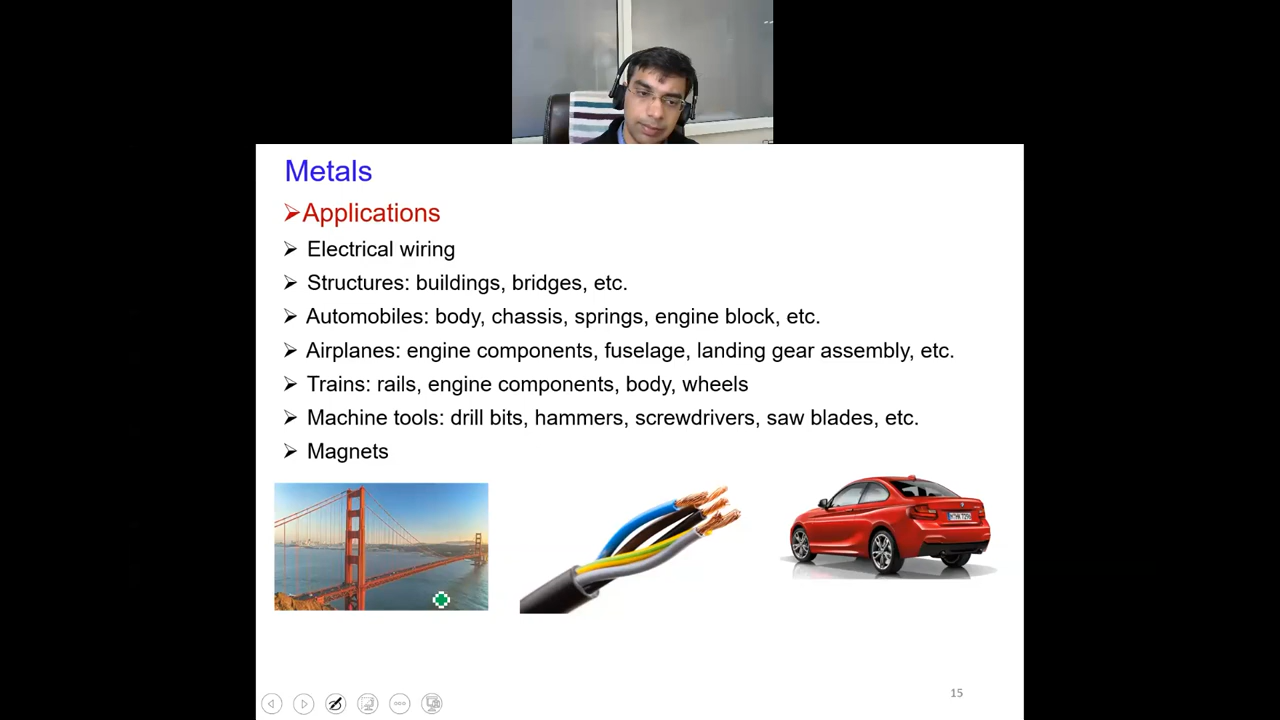 Metals
➢Applications
➢ Electrical wiring
➢ Structures: buildings, bridges, etc.
➢ Automobiles: body, chassis, springs, engine block, etc.
➢ Airplanes: engine components, fuselage, landing gear assembly, etc.
➢ Trains: rails, engine components, body, wheels
➢ Machine tools: drill bits, hammers, screwdrivers, saw blades, etc.
➢ Magnets
15